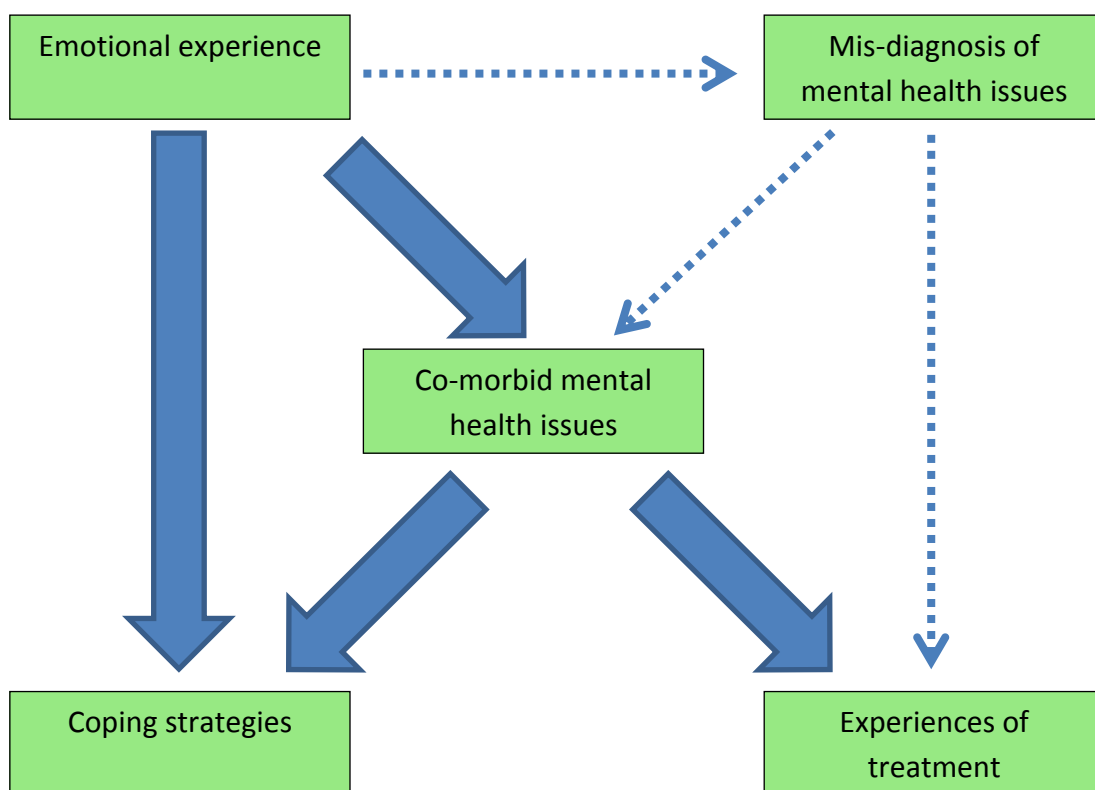 Emotional experience
Mis-diagnosis of
mental health issues
Co-morbid mental
health issues
Coping strategies
Experiences of
treatment